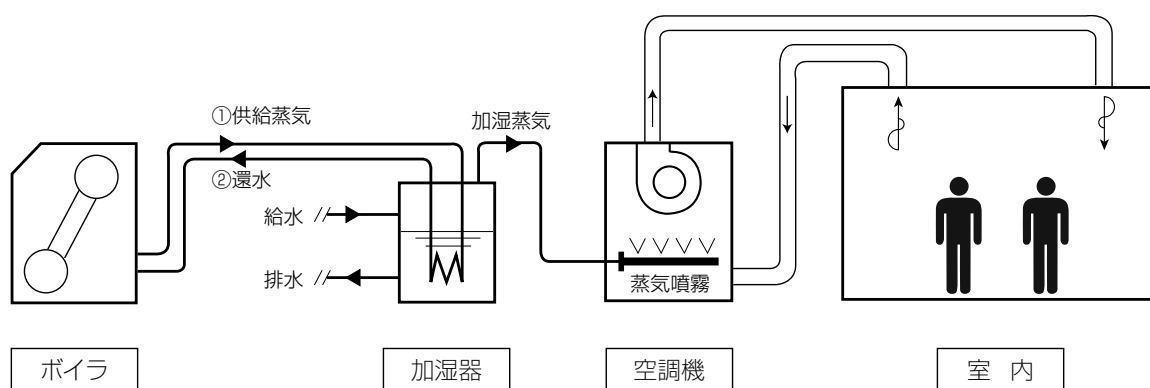 ①供給蒸気
②還水
給水
排水
加湿蒸気
蒸気噴霧
ボイラ
加湿器
空調機
室 内